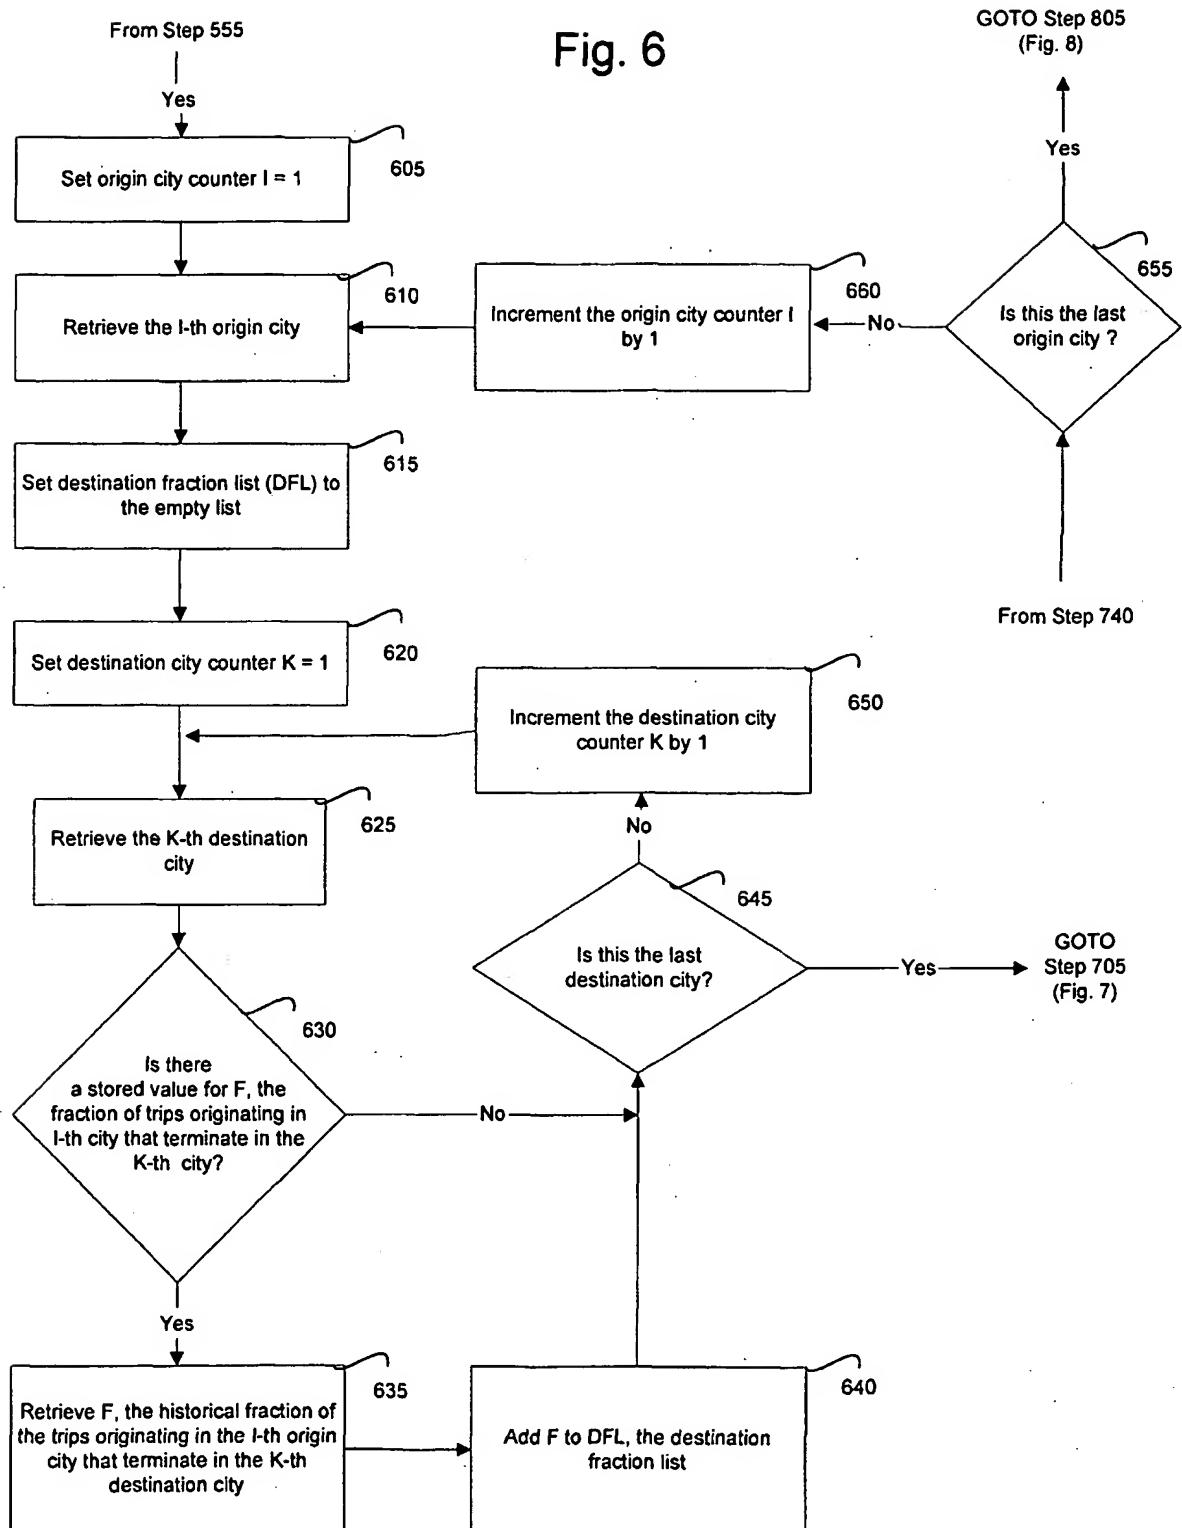 From Step 555
Fig. 6
GOTO Step 805
(Fig. 8)
Yes
Yes
Set origin city counter I = 1
605
655
Is this the last
origin city ?
No
660
Increment the origin city counter I
by 1
610
Retrieve the I-th origin city
615
Set destination fraction list (DFL) to
the empty list
From Step 740
620
Set destination city counter K = 1
650
Increment the destination city
counter K by 1
625
Retrieve the K-th destination
city
No
645
Is this the last
destination city?
Yes
GOTO
Step 705
(Fig. 7)
630
Is there
a stored value for F, the
fraction of trips originating in
I-th city that terminate in the
K-th city?
No
Yes
635
Retrieve F, the historical fraction of
the trips originating in the I-th origin
city that terminate in the K-th
destination city
640
Add F to DFL, the destination
fraction list